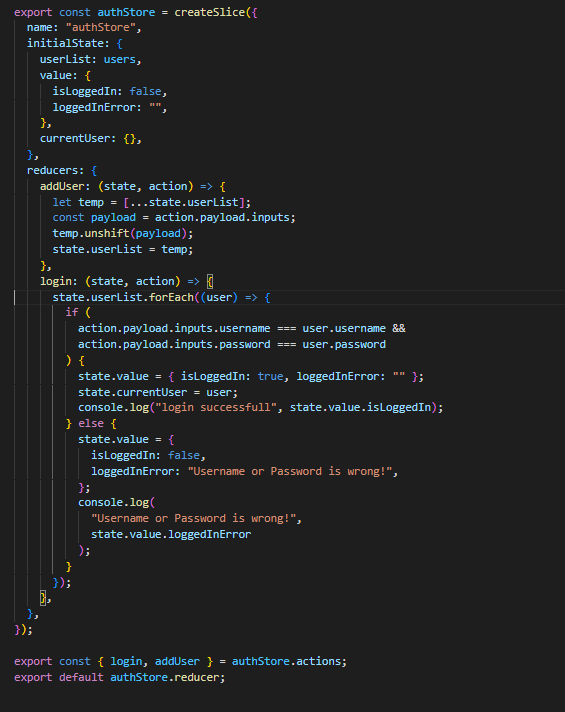 export const authStore = createSlice({
  name: "authStore",
  initialState: {
    userList: users,
    value: {
      isLoggedIn: false,
      loggedInError: "",
    },
    currentUser: {},
  },
  reducers: {
    addUser: (state, action) => {
      let temp = [...state.userList];
      const payload = action.payload.inputs;
      temp.unshift(payload);
      state.userList = temp;
    },
    login: (state, action) => {
      state.userList.forEach((user) => {
        if (
          action.payload.inputs.username === user.username &&
          action.payload.inputs.password === user.password
        ) {
          state.value = { isLoggedIn: true, loggedInError: "" };
          state.currentUser = user;
          console.log("login successfull", state.value.isLoggedIn);
        } else {
          state.value = {
            isLoggedIn: false,
            loggedInError: "Username or Password is wrong!",
          };
          console.log(
            "Username or Password is wrong!",
            state.value.loggedInError
          );
        }
      });
    },
  },
});

export const { login, addUser } = authStore.actions;
export default authStore.reducer;